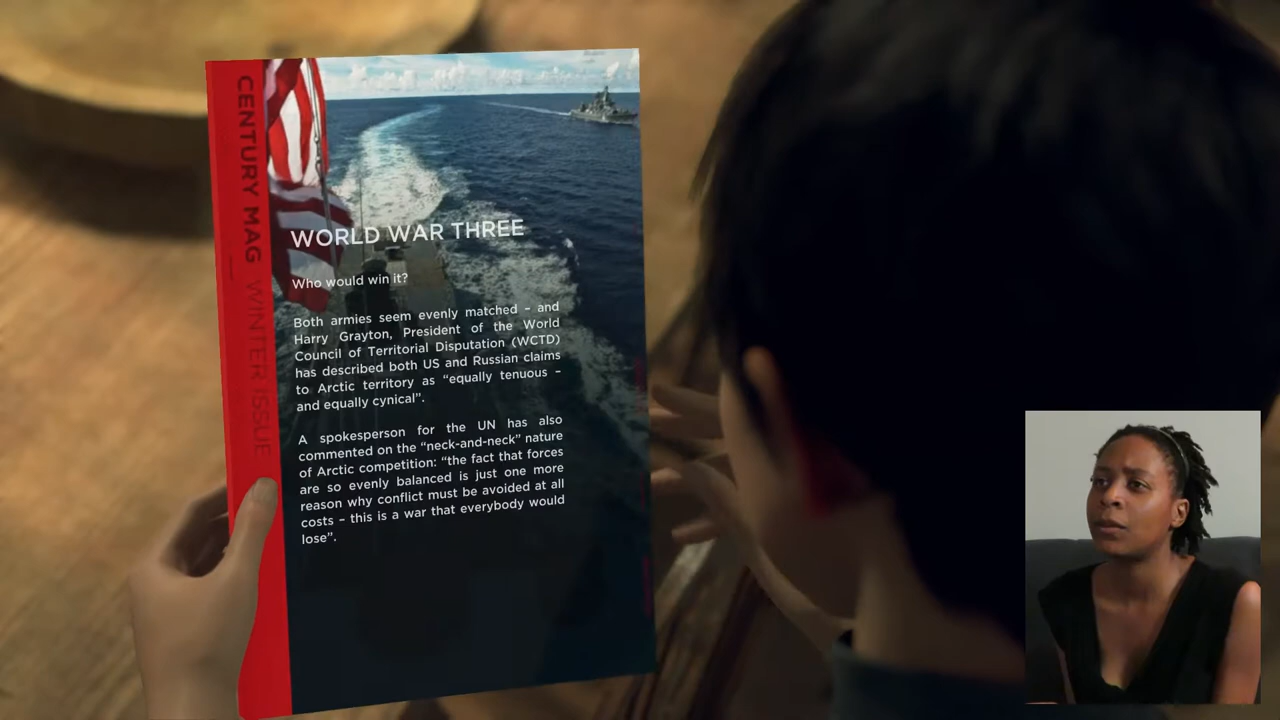 CENTURY MAG WINTER ISSUE
WORLD WAR THREE
Who would win it?
Both armies seem evenly matched – and
Harry Grayton, President of the World
Council of Territorial Disputation (WCTD)
has described both US and Russian claims
to Arctic territory as “equally tenuous –
and equally cynical”.
A spokesperson for the UN has also
commented on the “neck-and-neck” nature
of Arctic competition: “the fact that forces
are so evenly balanced is just one more
reason why conflict must be avoided at all
costs – this is a war that everybody would
lose”.